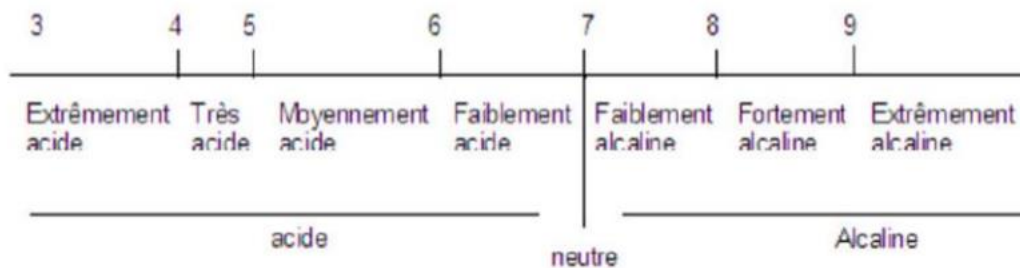 3 4 5 6 7 8 9
Extrêmement Très Moyennement Faiblement Faiblement Fortement Extrêmement
acide acide acide acide alcaline alcaline alcaline
acide Alcaline
neutre